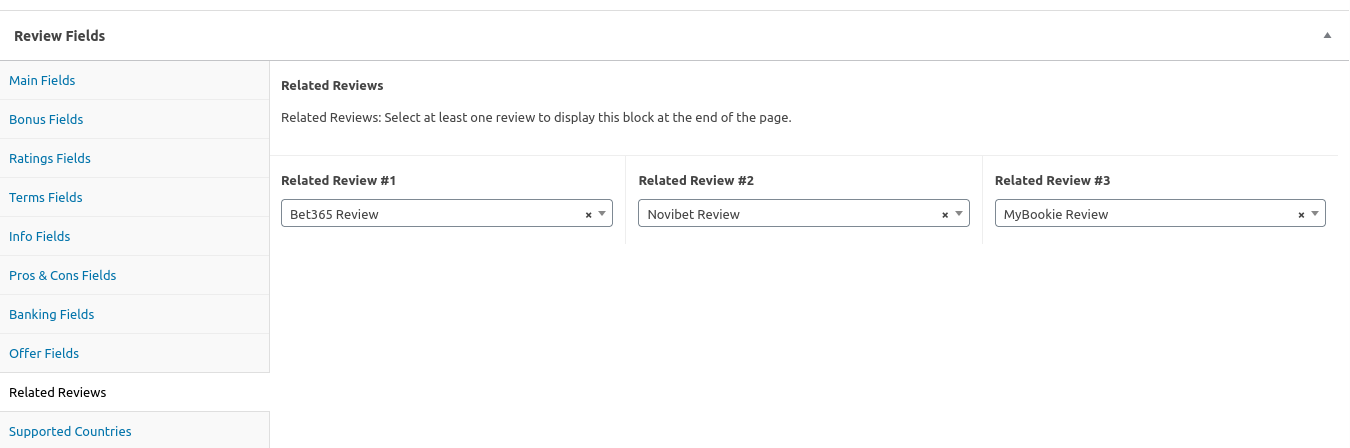 Review Fields
Main Fields
Bonus Fields
Ratings Fields
Terms Fields
Info Fields
Pros & Cons Fields
Banking Fields
Offer Fields
Related Reviews
Supported Countries
Related Reviews
Related Reviews: Select at least one review to display this block at the end of the page.
Related Review #1
Bet365 Review
Related Review #2
Novibet Review
Related Review #3
MyBookie Review